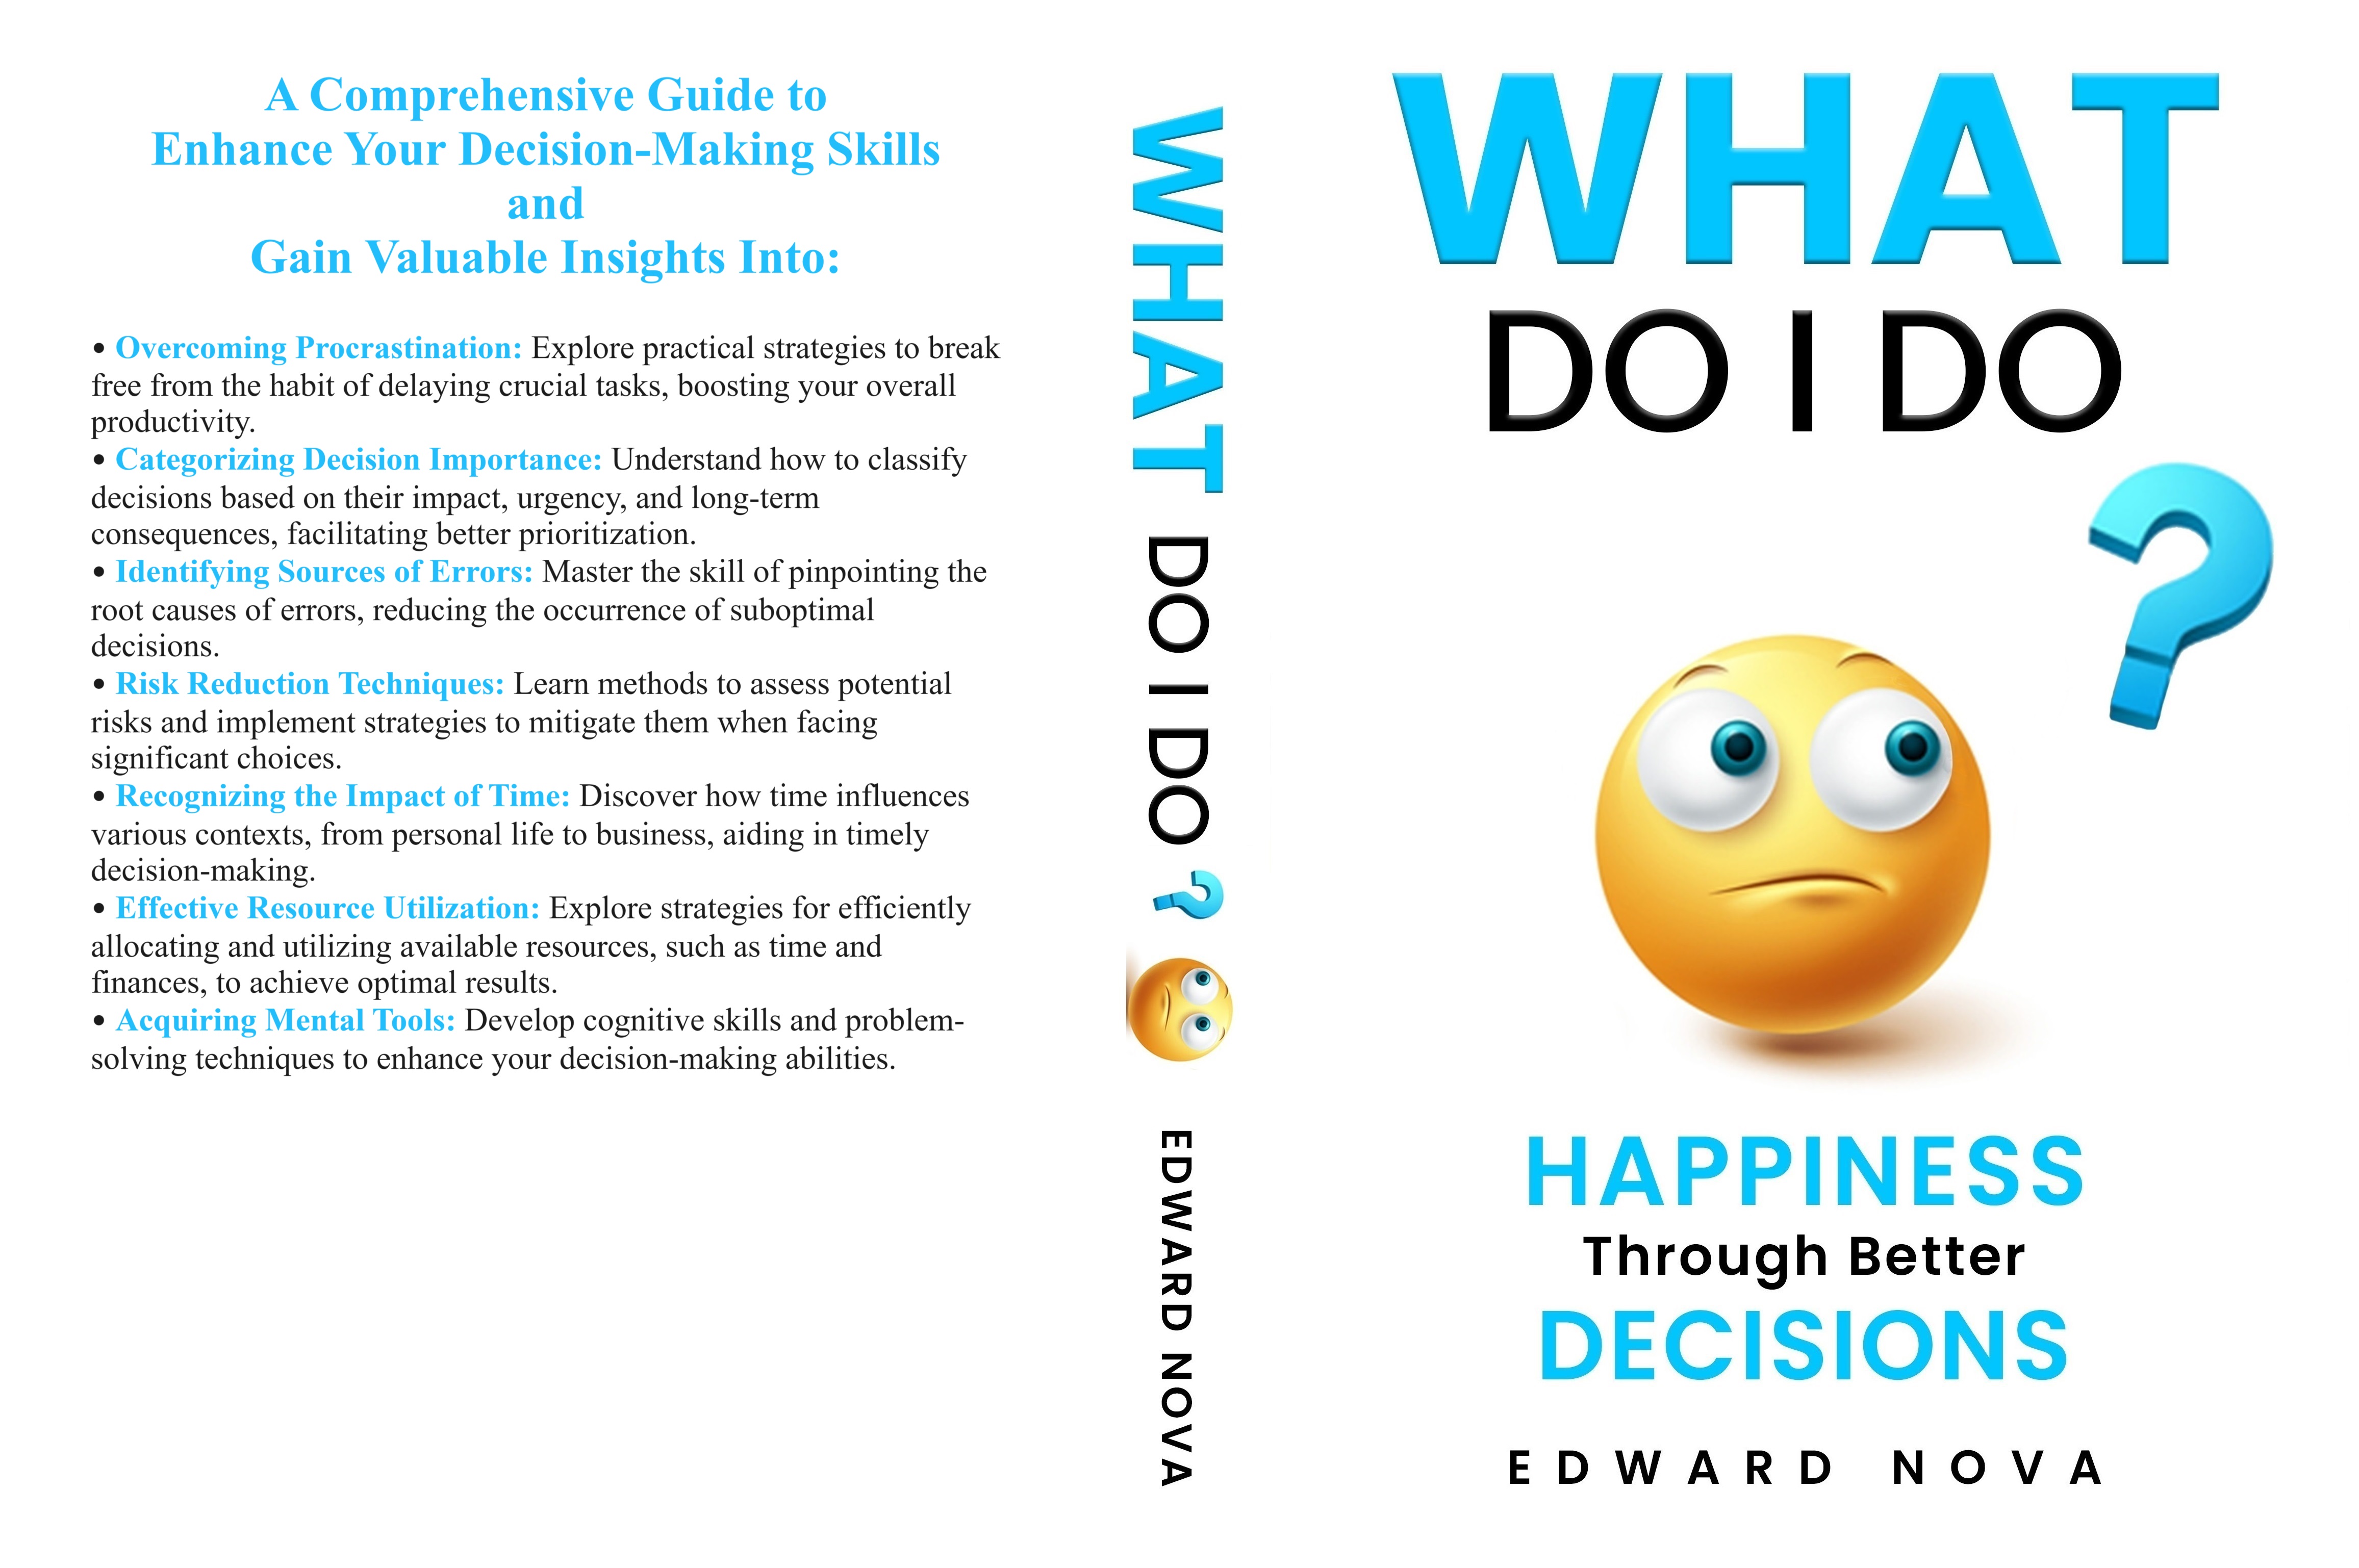 A Comprehensive Guide to
Enhance Your Decision-Making Skills
and
Gain Valuable Insights Into:
• Overcoming Procrastination: Explore practical strategies to break
free from the habit of delaying crucial tasks, boosting your overall
productivity.
• Categorizing Decision Importance: Understand how to classify
decisions based on their impact, urgency, and long-term
consequences, facilitating better prioritization.
• Identifying Sources of Errors: Master the skill of pinpointing the
root causes of errors, reducing the occurrence of suboptimal
decisions.
• Risk Reduction Techniques: Learn methods to assess potential
risks and implement strategies to mitigate them when facing
significant choices.
• Recognizing the Impact of Time: Discover how time influences
various contexts, from personal life to business, aiding in timely
decision-making.
• Effective Resource Utilization: Explore strategies for efficiently
allocating and utilizing available resources, such as time and
finances, to achieve optimal results.
• Acquiring Mental Tools: Develop cognitive skills and problem-
solving techniques to enhance your decision-making abilities.
WHAT DO I DO ? EDWARD NOVA
WHAT
DO I DO
?
HAPPINESS
Through Better
DECISIONS
EDWARD NOVA